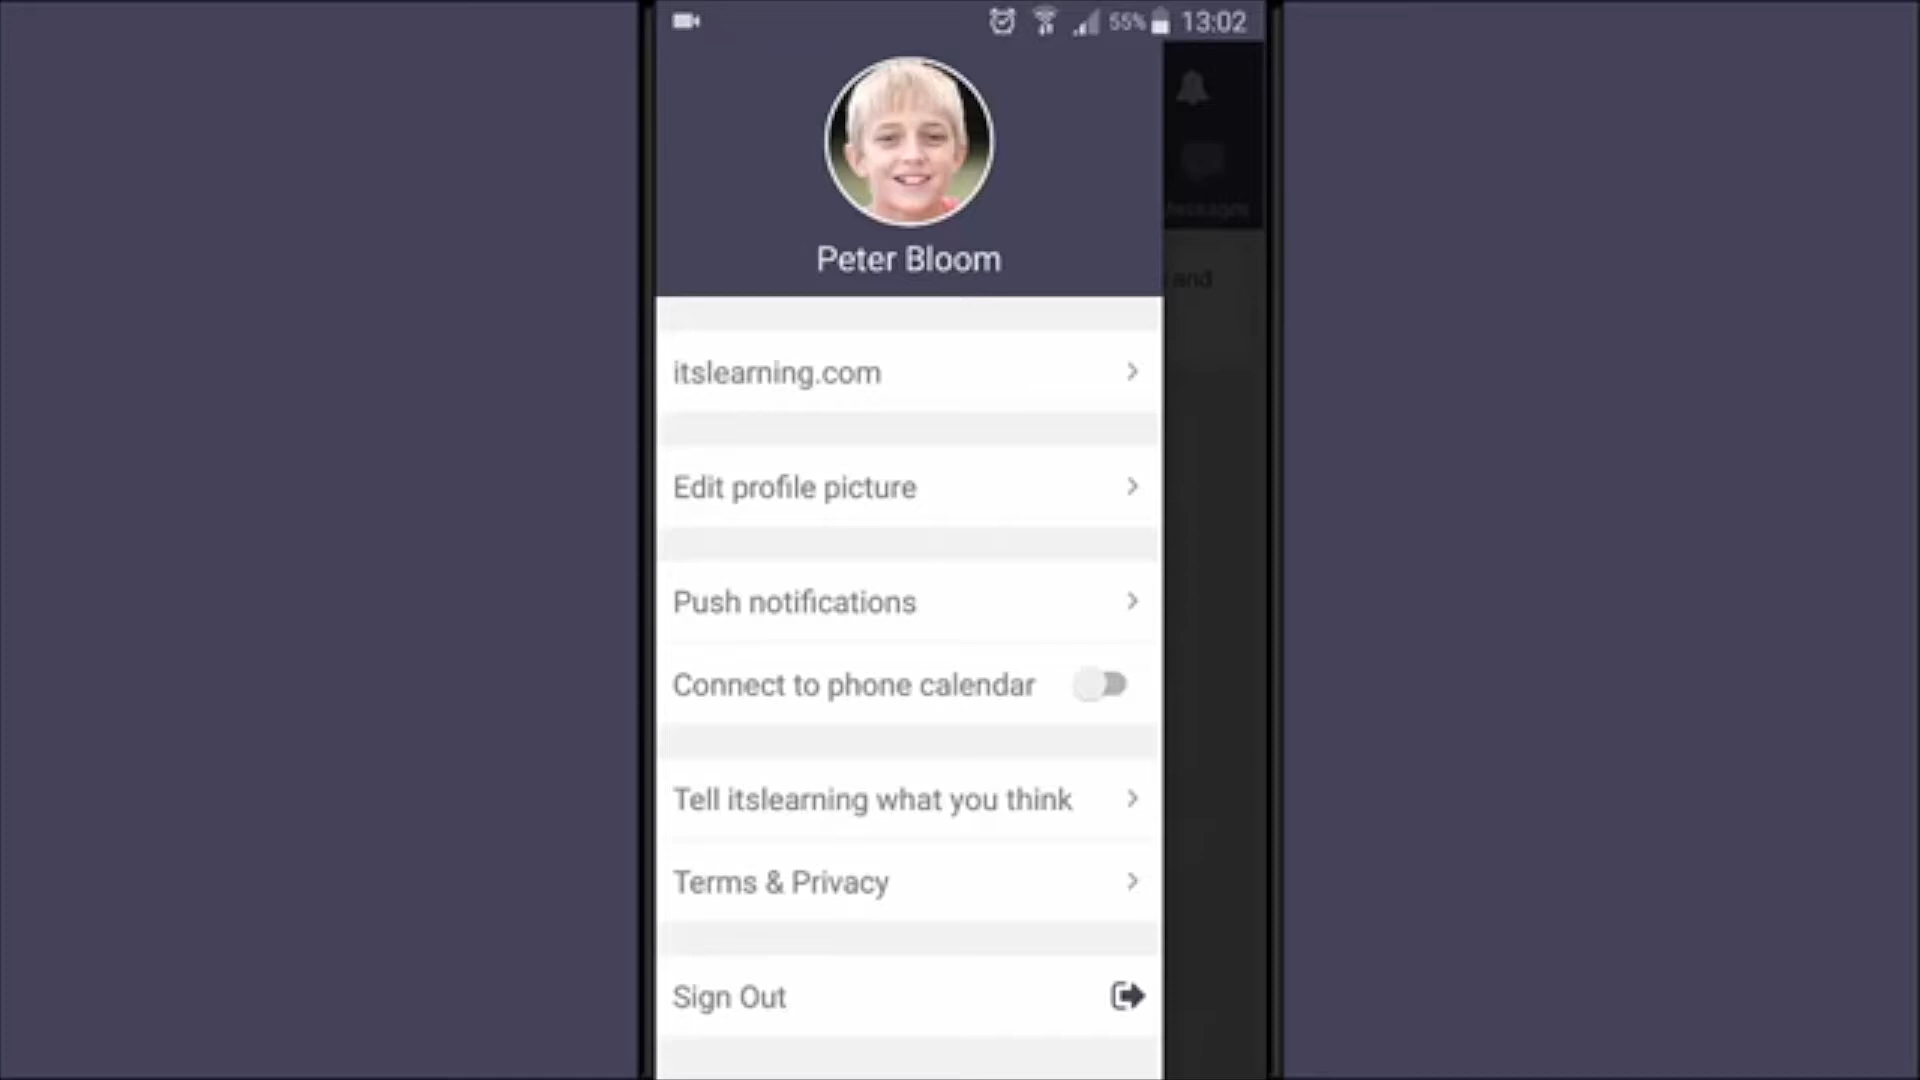 55% 13:02
Peter Bloom
and
itslearning.com
Edit profile picture
Push notifications
Connect to phone calendar
Tell itslearning what you think
Terms & Privacy
Sign Out